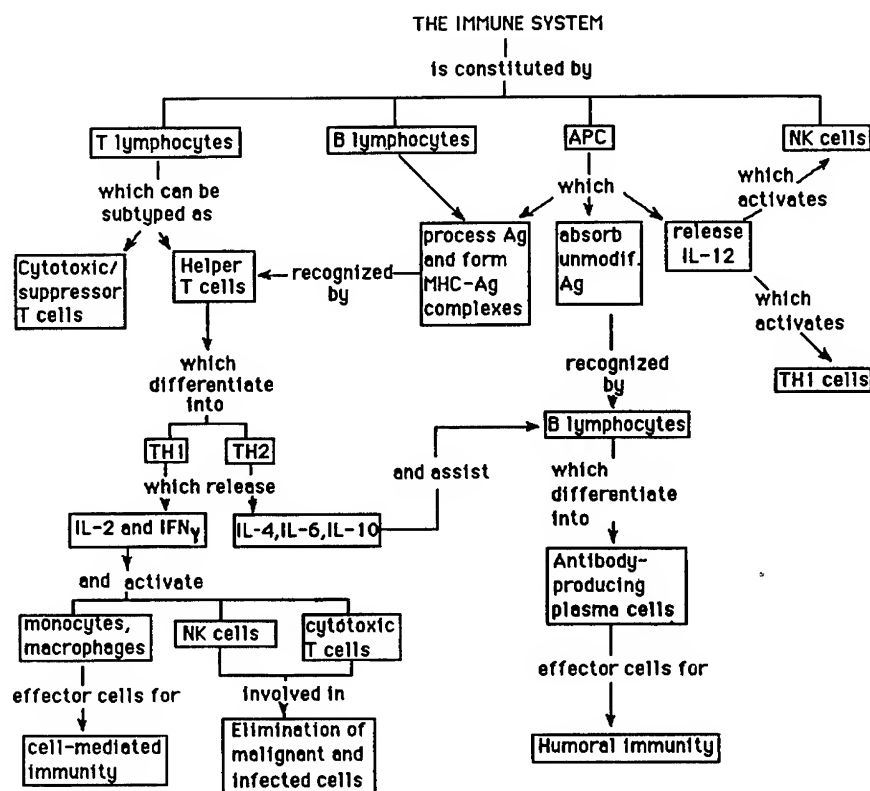 THE IMMUNE SYSTEM
is constituted by
T lymphocytes
B lymphocytes
APC
NK cells
which can be
subtyped as
which
which
activates
Cytotoxic/
suppressor
T cells
Helper
T cells
recognized
by
process Ag
and form
MHC-Ag
complexes
absorb
unmodif.
Ag
release
IL-12
which
activates
TH1 cells
which
differentiate
into
recognized
by
TH1
TH2
B lymphocytes
which release
and assist
which
differentiate
into
IL-2 and IFNγ
IL-4,IL-6,IL-10
and activate
Antibody-
producing
plasma cells
monocytes,
macrophages
NK cells
cytotoxic
T cells
effector cells for
involved in
effector cells for
cell-mediated
immunity
Elimination of
malignant and
infected cells
Humoral immunity